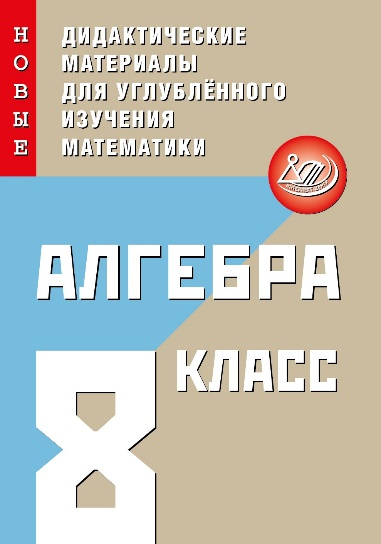 НОВЫЕ
ДИДАКТИЧЕСКИЕ
МАТЕРИАЛЫ
ДЛЯ УГЛУБЛЁННОГО
ИЗУЧЕНИЯ
МАТЕМАТИКИ
АЛГЕБРА
8
КЛАСС